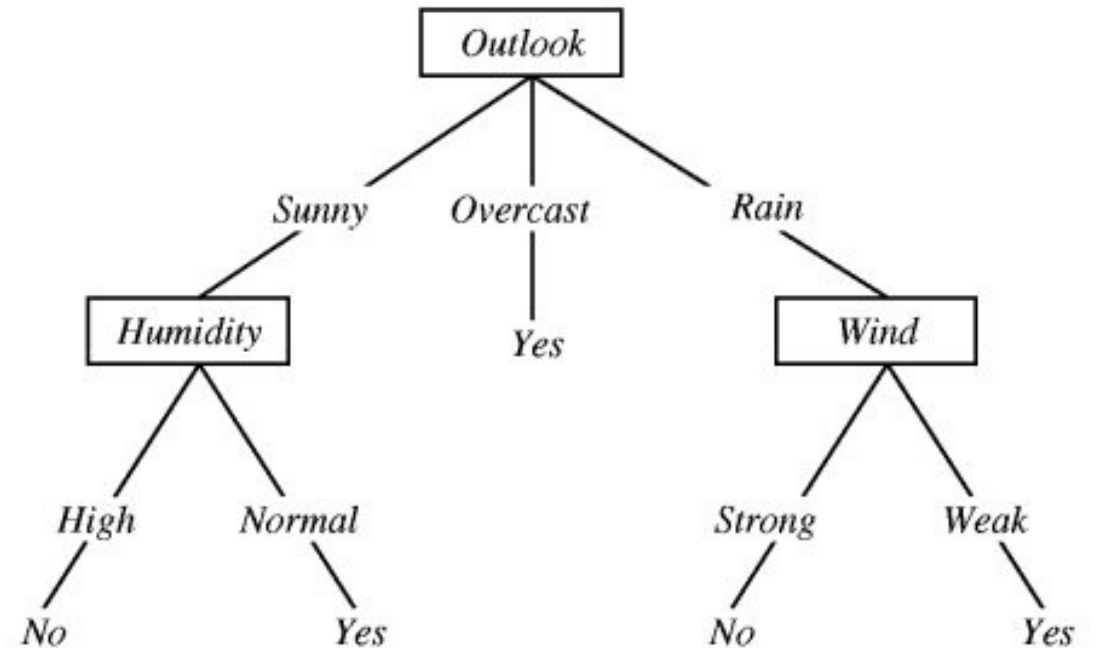 Outlook
Sunny
Overcast
Rain
Humidity
Yes
Wind
High
Normal
Strong
Weak
No
Yes
No
Yes